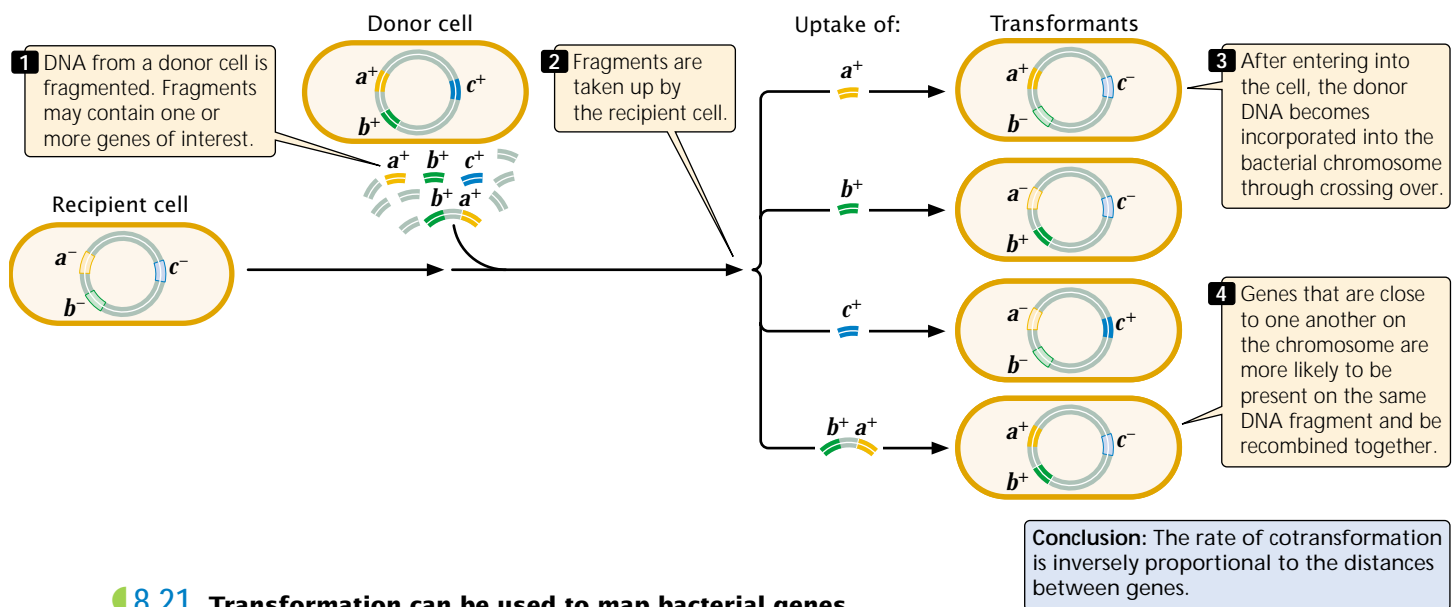 Donor cell
Uptake of:
Transformants
1 DNA from a donor cell is
fragmented. Fragments
may contain one or
more genes of interest.
a+
c+
b+
2 Fragments are
taken up by
the recipient cell.
a+ b+ c+
b+ a+
Recipient cell
a−
c−
b−
a+
a+
c−
b−
3 After entering into
the cell, the donor
DNA becomes
incorporated into the
bacterial chromosome
through crossing over.
b+
a−
c−
b+
c+
a−
c+
b−
4 Genes that are close
to one another on
the chromosome are
more likely to be
present on the same
DNA fragment and be
recombined together.
b+ a+
a+
c−
b+
Conclusion: The rate of cotransformation
is inversely proportional to the distances
between genes.
8.21 Transformation can be used to map bacterial genes